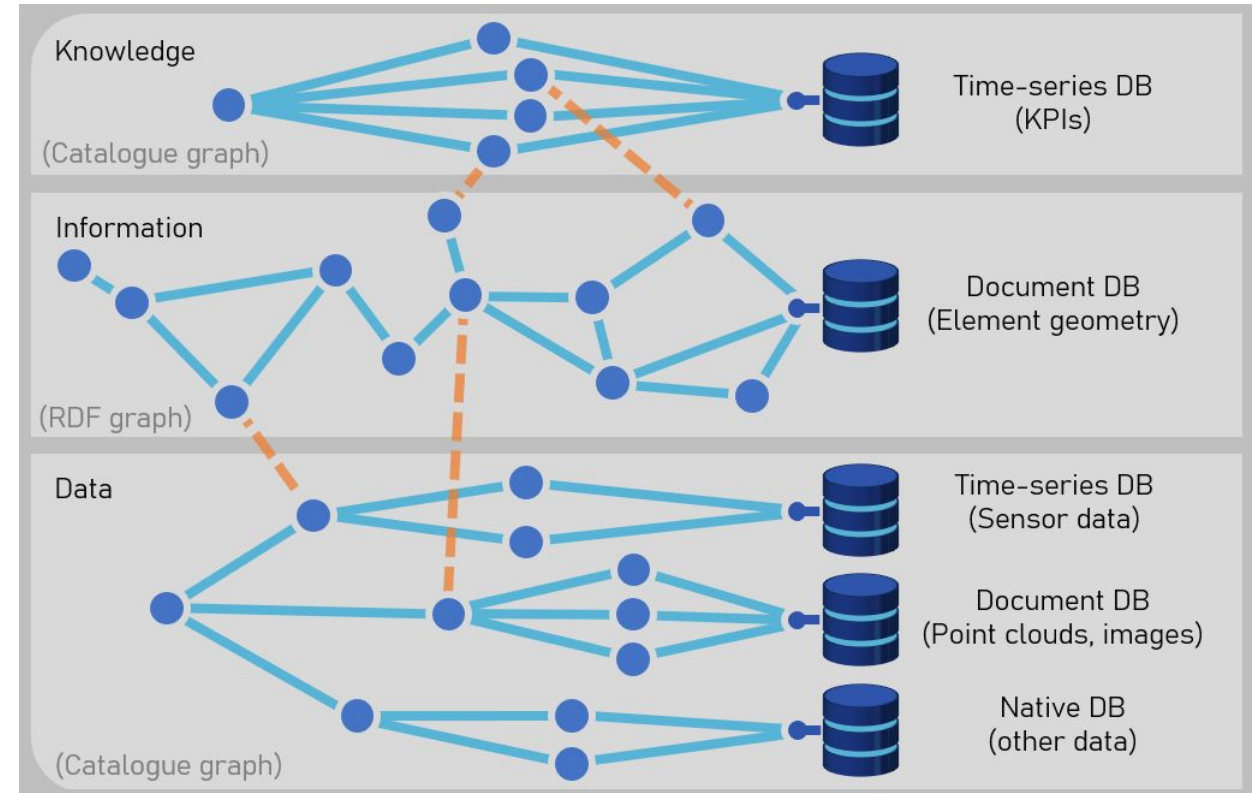 Knowledge
Time-series DB
(KPIs)
(Catalogue graph)
Information
Document DB
(Element geometry)
(RDF graph)
Data
Time-series DB
(Sensor data)
Document DB
(Point clouds, images)
Native DB
(other data)
(Catalogue graph)